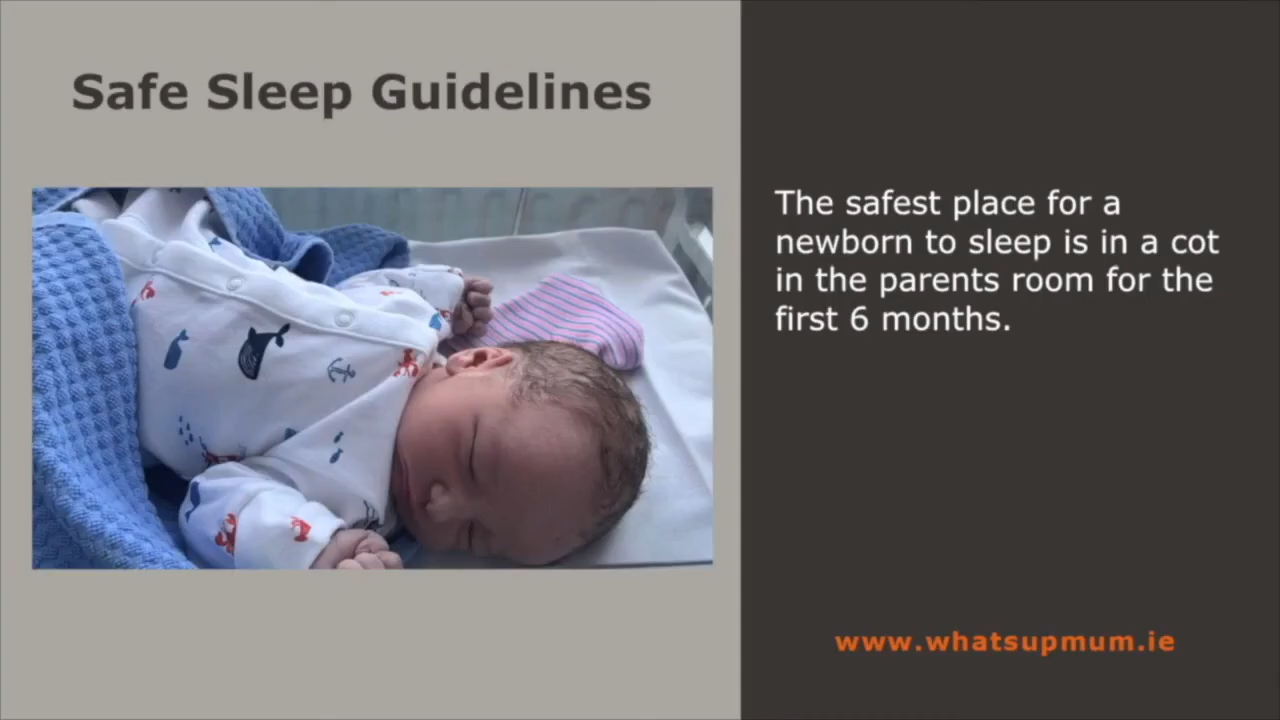 Safe Sleep Guidelines
The safest place for a
newborn to sleep is in a cot
in the parents room for the
first 6 months.
www.whatsupmum.ie